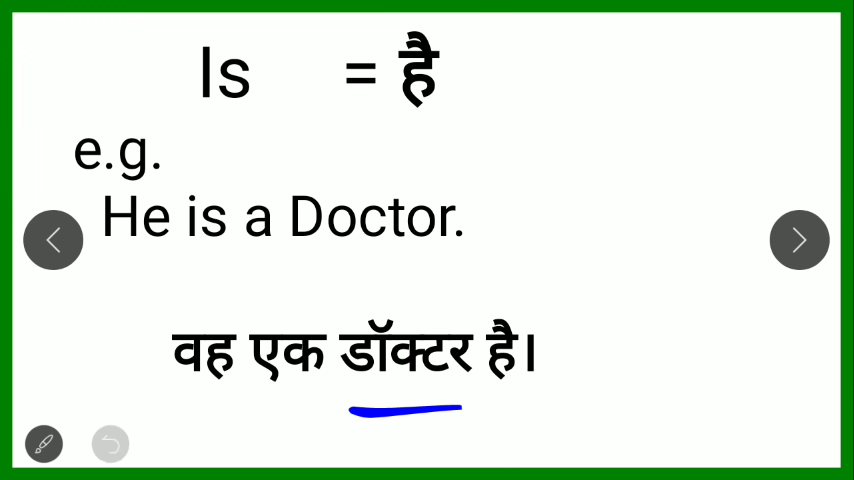 Is = है
e.g.
He is a Doctor.
वह एक डॉक्टर है।